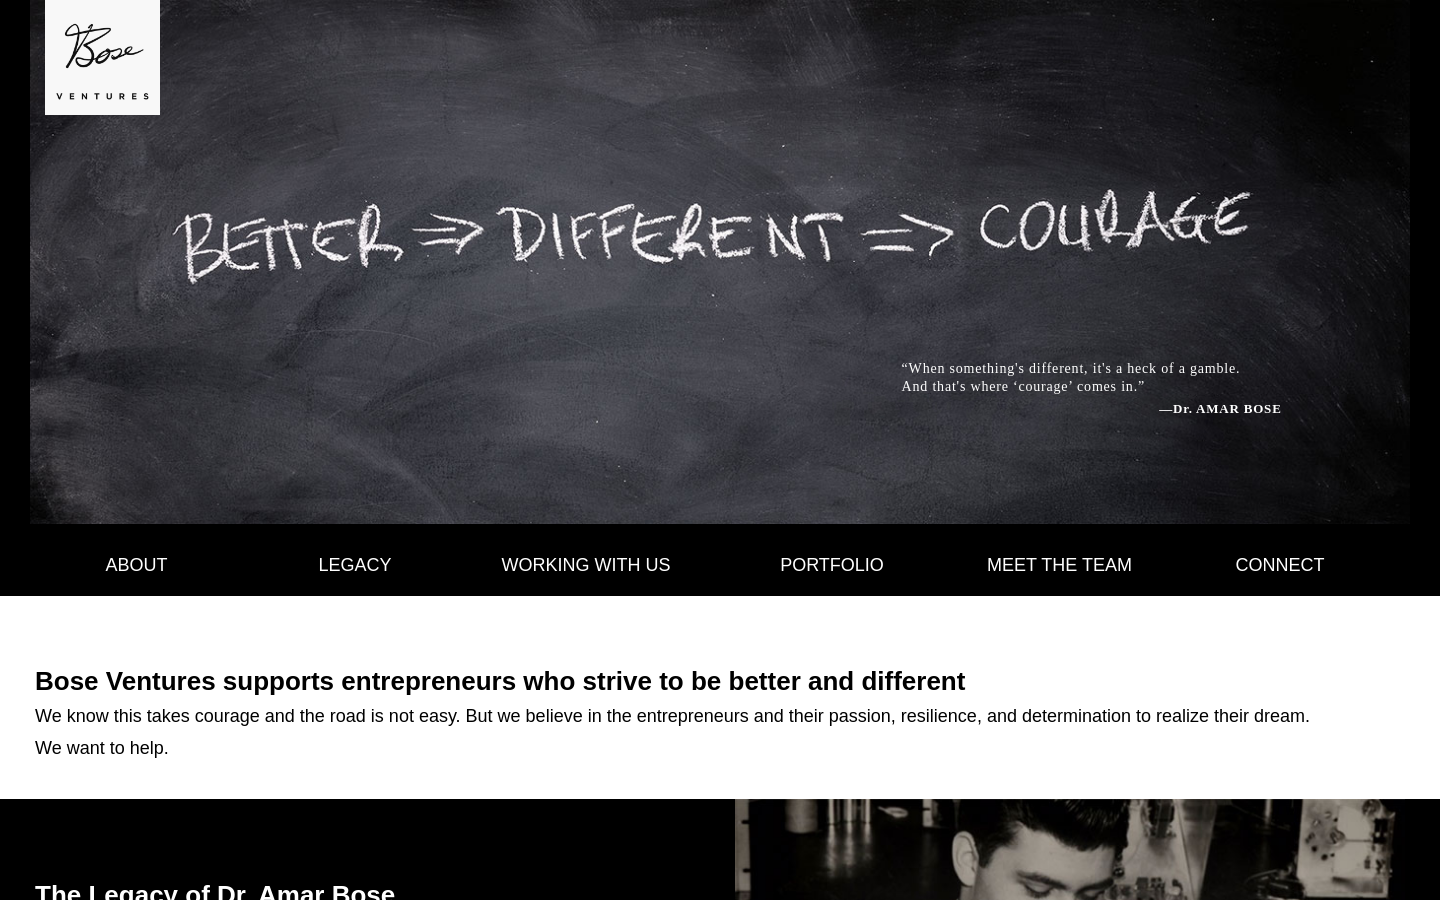 Bose
VENTURES
BETTER => DIFFERENT => COURAGE
“When something's different, it's a heck of a gamble.
And that's where ‘courage’ comes in.”
—Dr. AMAR BOSE
ABOUT LEGACY WORKING WITH US PORTFOLIO MEET THE TEAM CONNECT
Bose Ventures supports entrepreneurs who strive to be better and different
We know this takes courage and the road is not easy. But we believe in the entrepreneurs and their passion, resilience, and determination to realize their dream.
We want to help.
The Legacy of Dr. Amar Bose